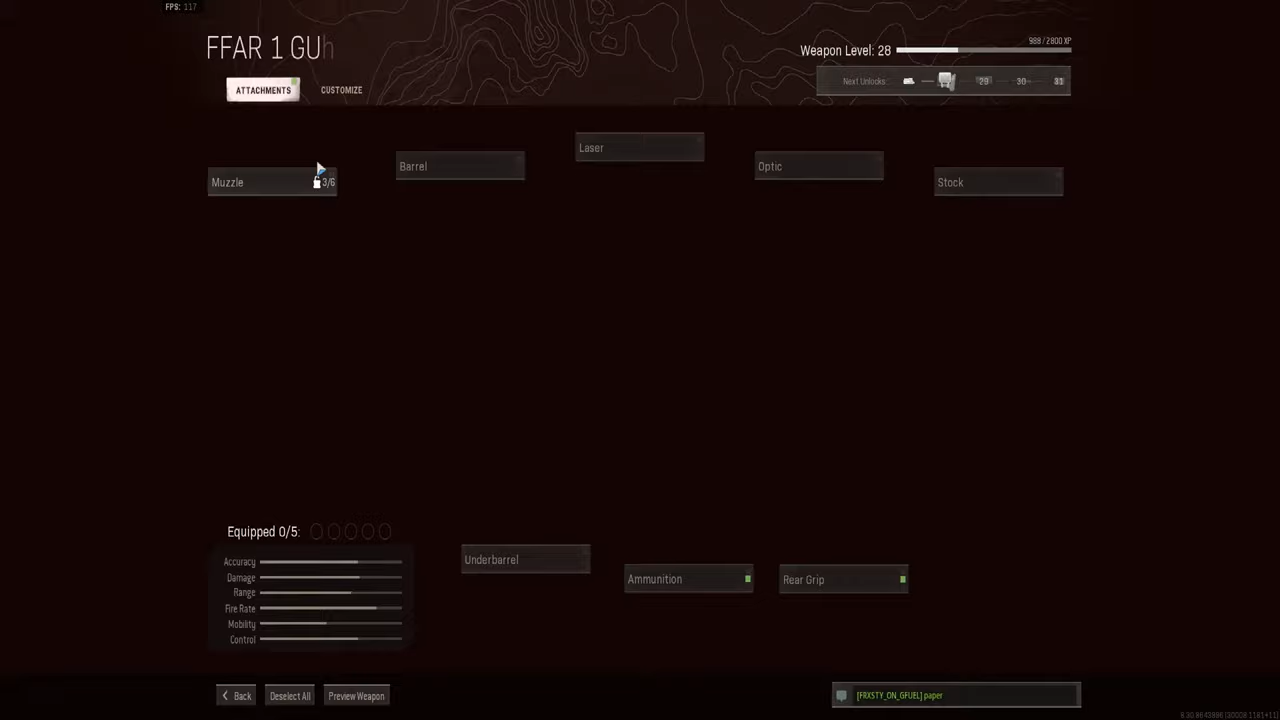 FPS: 117
FFAR 1 GUh
Weapon Level: 28
988 / 2800 XP
ATTACHMENTS
CUSTOMIZE
Next Unlocks
29
30
31
Laser
Barrel
Optic
Muzzle
3/6
Stock
Equipped 0/5:
Accuracy
Damage
Range
Fire Rate
Mobility
Control
Underbarrel
Ammunition
Rear Grip
Back
Deselect All
Preview Weapon
[FRXSTY_ON_GFUEL] paper